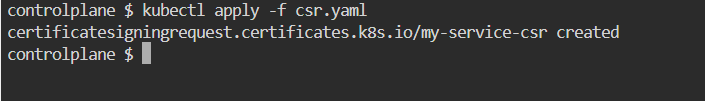 controlplane $ kubectl apply -f csr.yaml
certificatesigningrequest.certificates.k8s.io/my-service-csr created
controlplane $